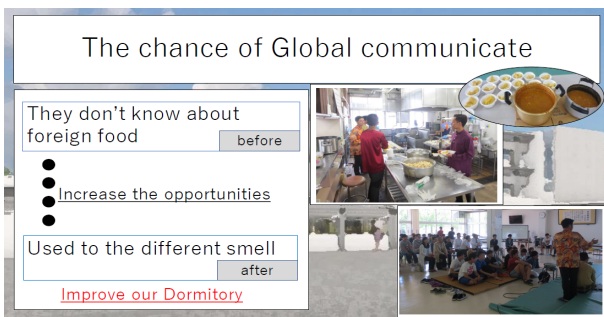 The chance of Global communicate
They don't know about
foreign food
before
Increase the opportunities
Used to the different smell
after
Improve our Dormitory